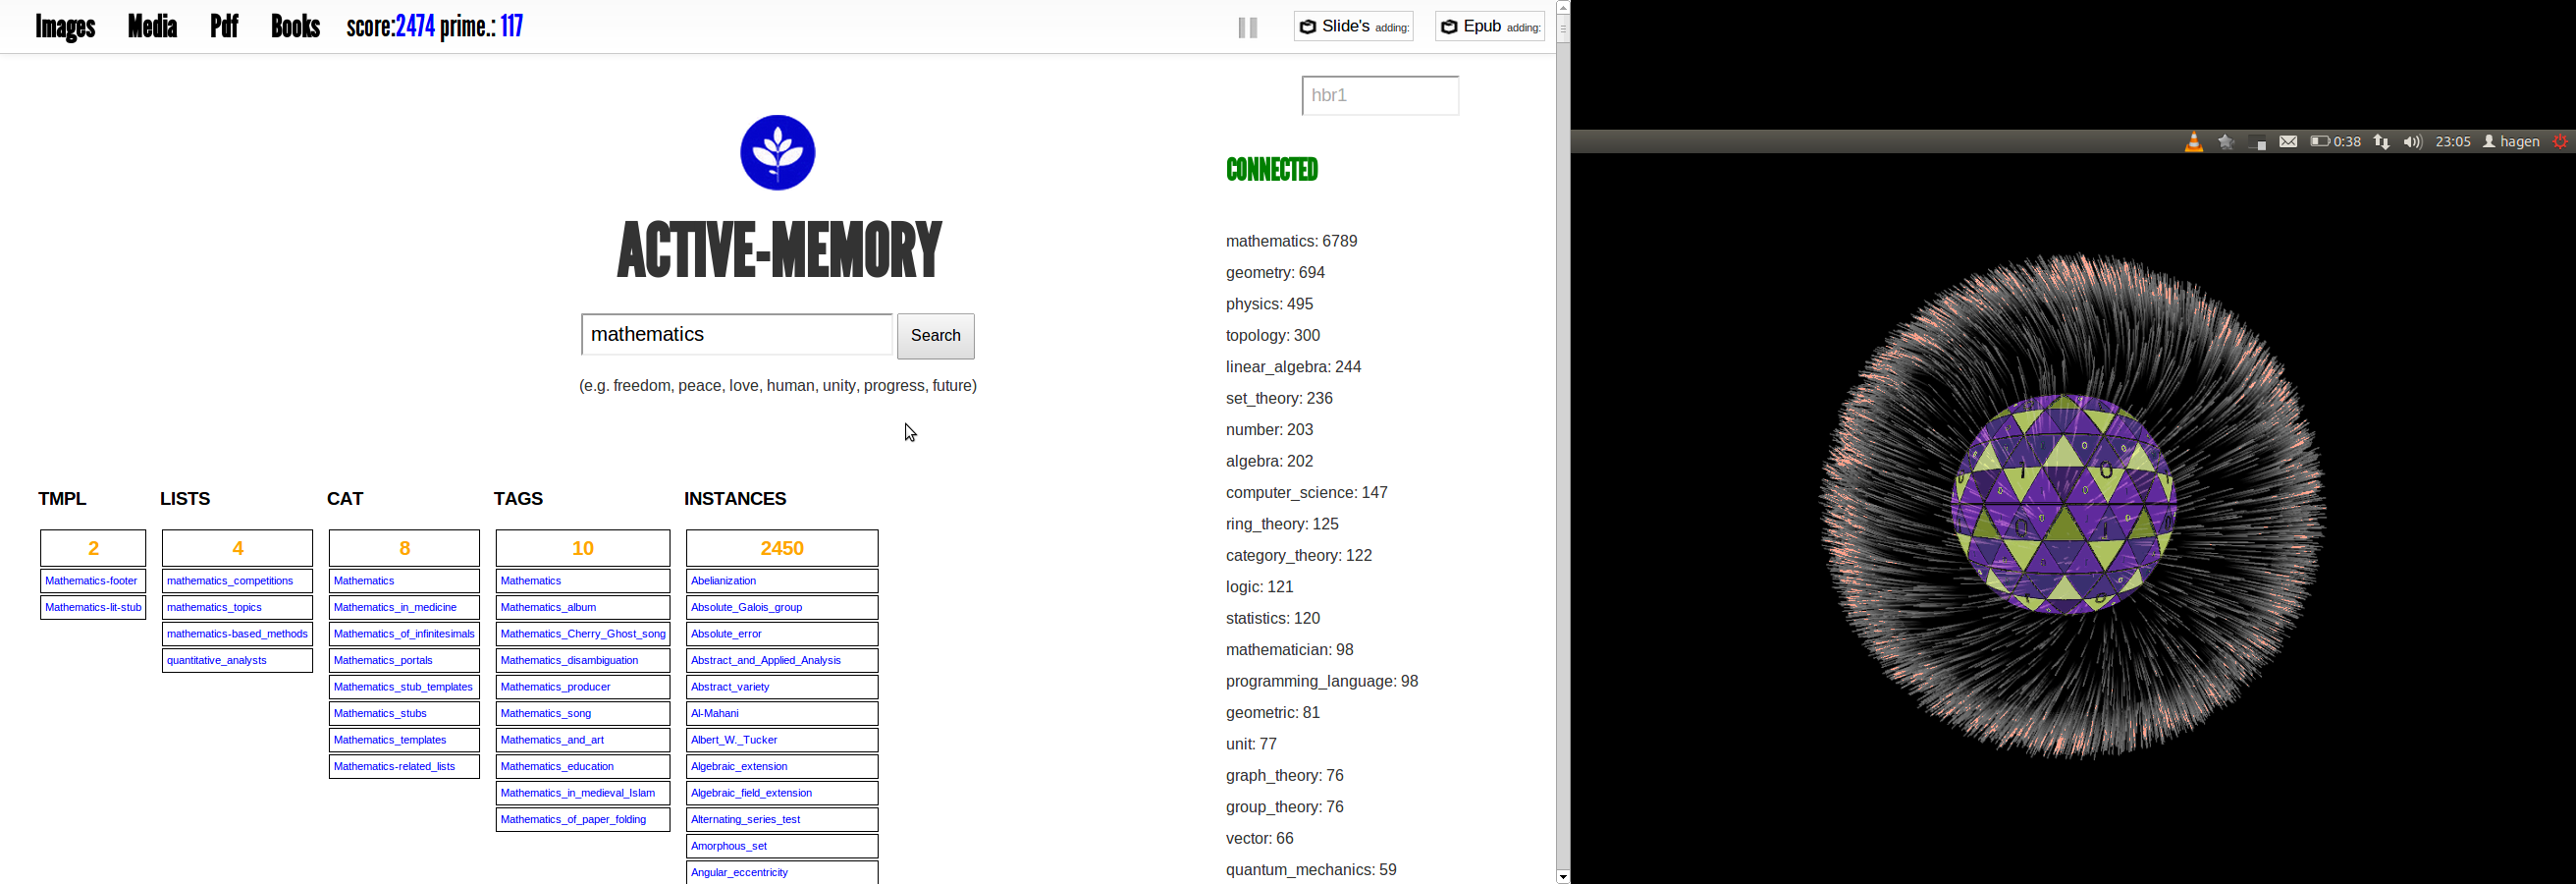 Images Media Pdf Books score:2474 prime.: 117
Slide's adding: Epub adding:
hbr1
CONNECTED
ACTIVE-MEMORY
mathematics Search
(e.g. freedom, peace, love, human, unity, progress, future)
TMPL
2
Mathematics-footer
Mathematics-lit-stub
LISTS
4
mathematics_competitions
mathematics_topics
mathematics-based_methods
quantitative_analysts
CAT
8
Mathematics
Mathematics_in_medicine
Mathematics_of_infinitesimals
Mathematics_portals
Mathematics_stub_templates
Mathematics_stubs
Mathematics_templates
Mathematics-related_lists
TAGS
10
Mathematics
Mathematics_album
Mathematics_Cherry_Ghost_song
Mathematics_disambiguation
Mathematics_producer
Mathematics_song
Mathematics_and_art
Mathematics_education
Mathematics_in_medieval_Islam
Mathematics_of_paper_folding
INSTANCES
2450
Abelianization
Absolute_Galois_group
Absolute_error
Abstract_and_Applied_Analysis
Abstract_variety
Al-Mahani
Albert_W._Tucker
Algebraic_extension
Algebraic_field_extension
Alternating_series_test
Amorphous_set
Angular_eccentricity
mathematics: 6789
geometry: 694
physics: 495
topology: 300
linear_algebra: 244
set_theory: 236
number: 203
algebra: 202
computer_science: 147
ring_theory: 125
category_theory: 122
logic: 121
statistics: 120
mathematician: 98
programming_language: 98
geometric: 81
unit: 77
graph_theory: 76
group_theory: 76
vector: 66
quantum_mechanics: 59
0:38 23:05 hagen